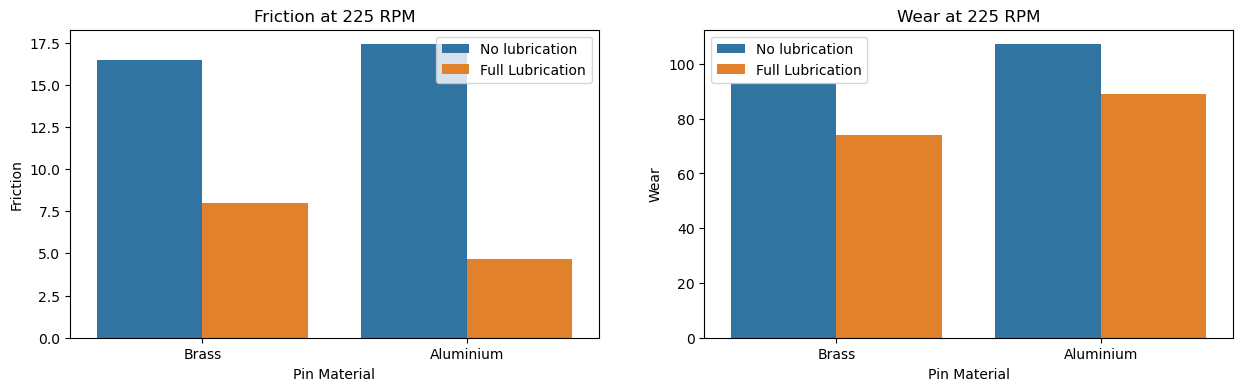 Friction at 225 RPM
No lubrication
Full Lubrication
17.5
15.0
12.5
10.0
7.5
5.0
2.5
0.0
Friction
Brass
Aluminium
Pin Material
Wear at 225 RPM
No lubrication
Full Lubrication
100
80
60
40
20
0
Wear
Brass
Aluminium
Pin Material